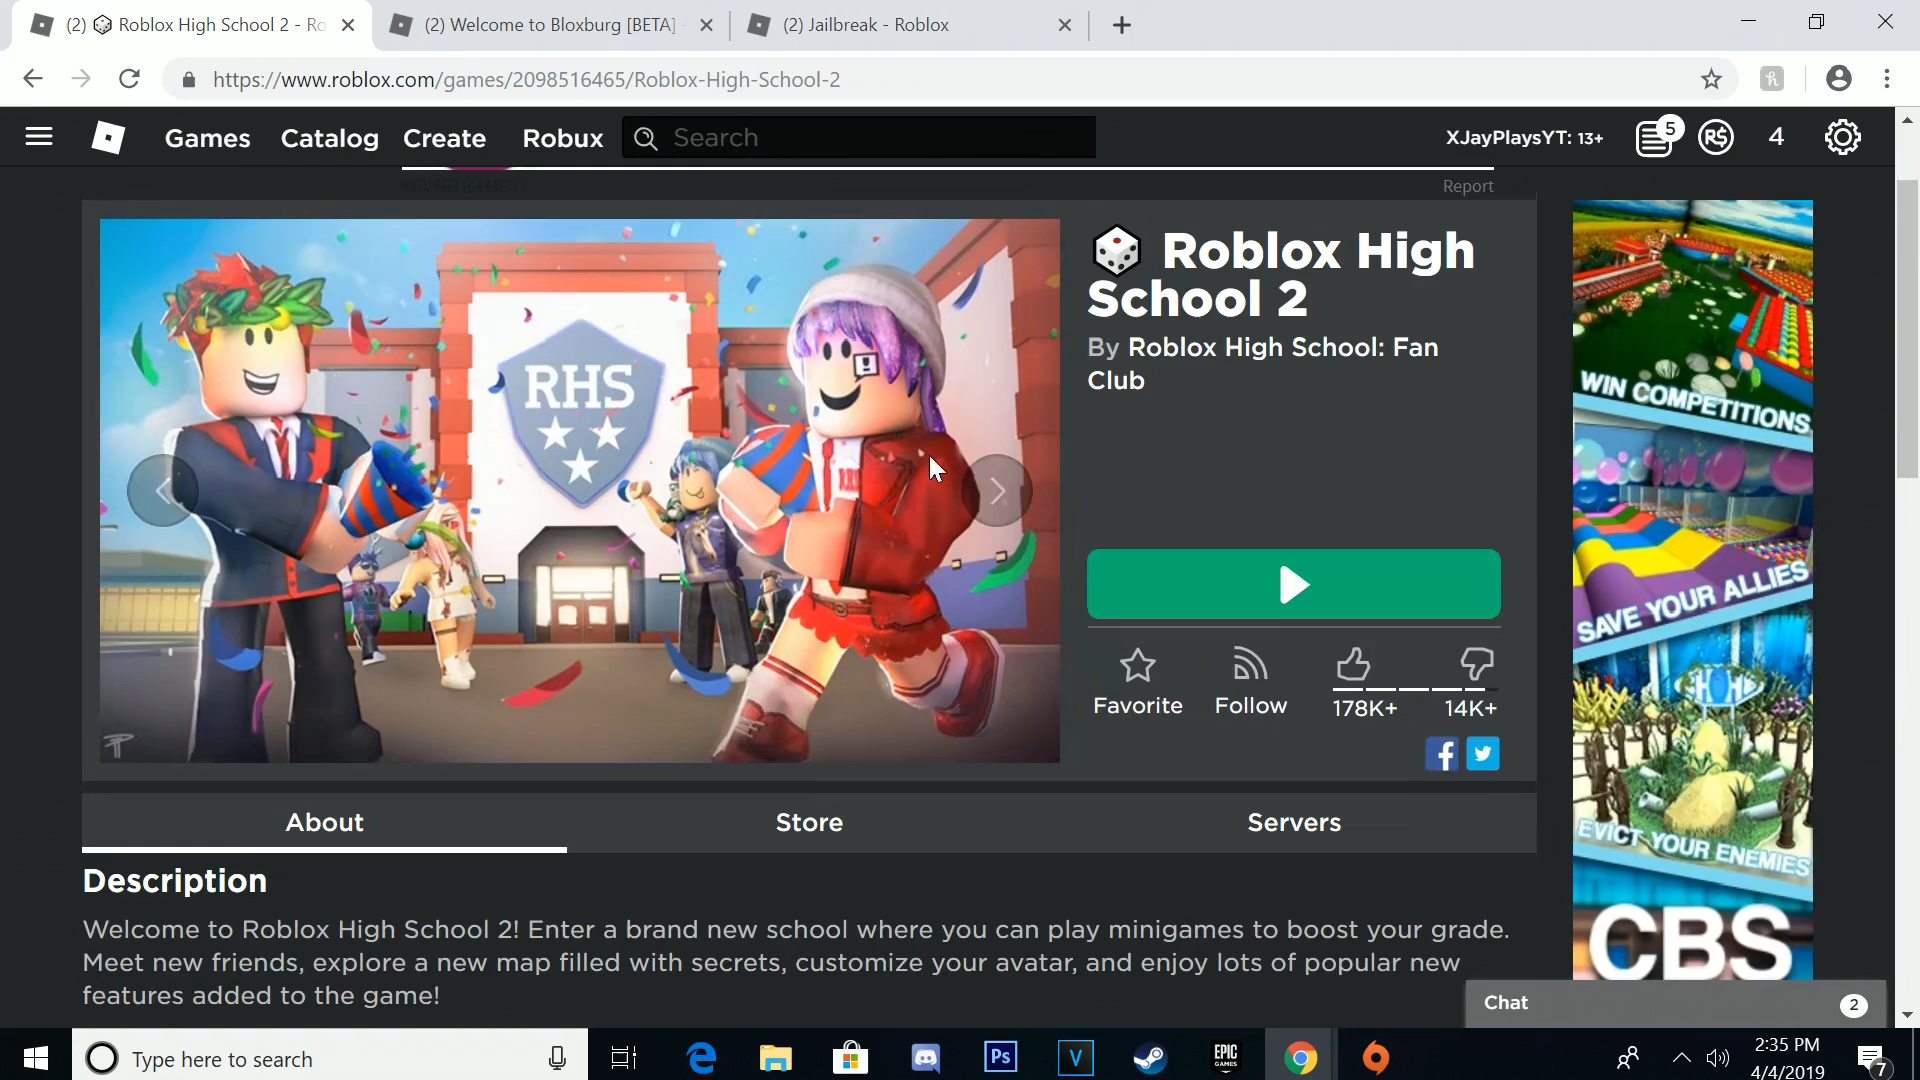 (2) Roblox High School 2 - Ro
(2) Welcome to Bloxburg [BETA] -
(2) Jailbreak - Roblox
https://www.roblox.com/games/2098516465/Roblox-High-School-2
Games
Catalog
Create
Robux
Search
XJayPlaysYT: 13+
5
R$
4
ADVERTISEMENT
Report
RHS
Roblox High
School 2
By Roblox High School: Fan
Club
Favorite
Follow
178K+
14K+
WIN COMPETITIONS
SAVE YOUR ALLIES
HOH
EVICT YOUR ENEMIES
CBS
About
Store
Servers
Description
Welcome to Roblox High School 2! Enter a brand new school where you can play minigames to boost your grade.
Meet new friends, explore a new map filled with secrets, customize your avatar, and enjoy lots of popular new
features added to the game!
Chat
2
Type here to search
Ps
V
EPIC
GAMES
2:35 PM
4/4/2019
7